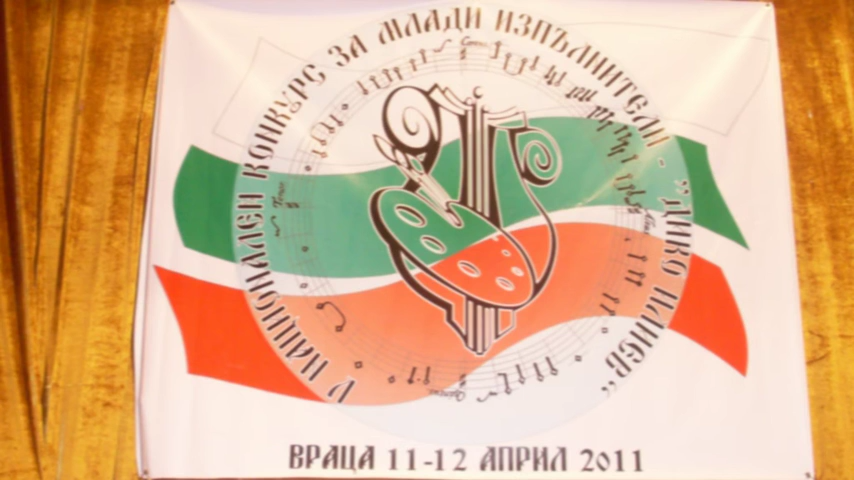 V НАЦИОНАЛЕН КОНКУРС ЗА МЛАДИ ИЗПЪЛНИТЕЛИ - "ДИКО ИЛИЕВ"
ВРАЦА 11-12 АПРИЛ 2011